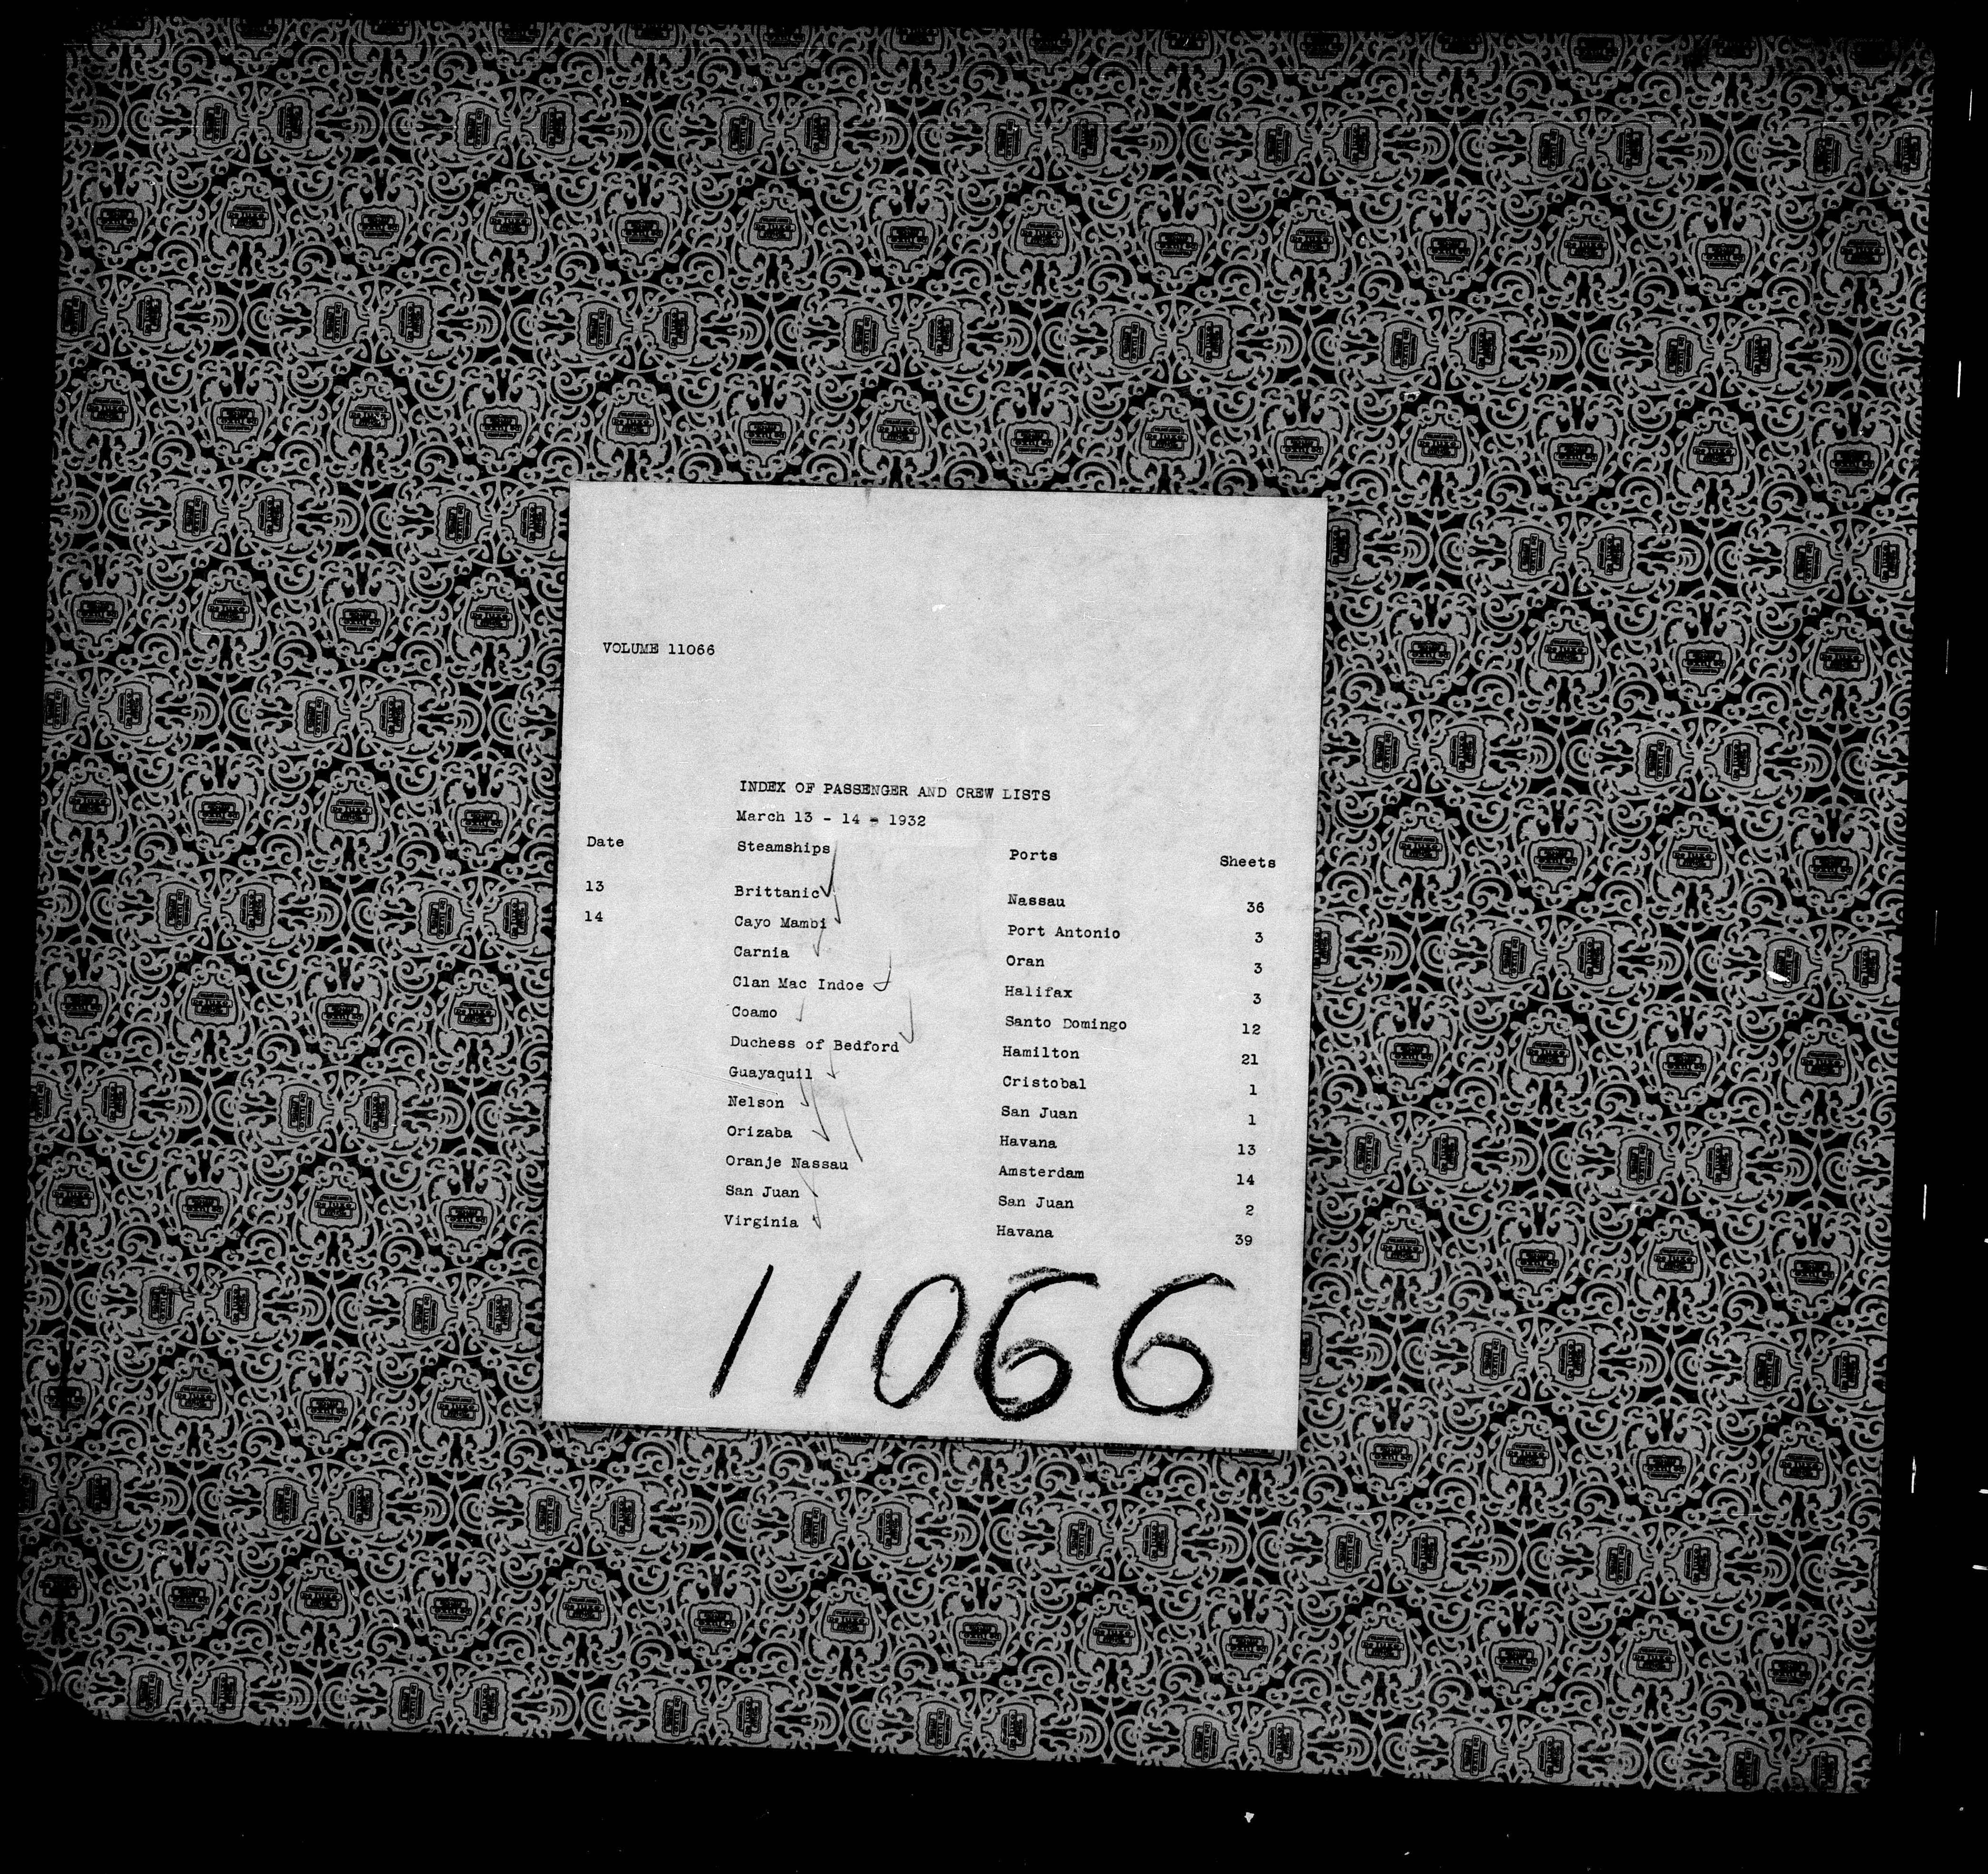 VOLUME 11066
INDEX OF PASSENGER AND CREW LISTS
March 13 - 14 - 1932
Date Steamships Ports Sheets
13 Brittanic Nassau 36
14 Cayo Mambi Port Antonio 3
Carnia Oran 3
Clan Mac Indoe Halifax 3
Coamo Santo Domingo 12
Duchess of Bedford Hamilton 21
Guayaquil Cristobal 1
Nelson San Juan 1
Orizaba Havana 13
Oranje Nassau Amsterdam 14
San Juan San Juan 2
Virginia Havana 39
11066